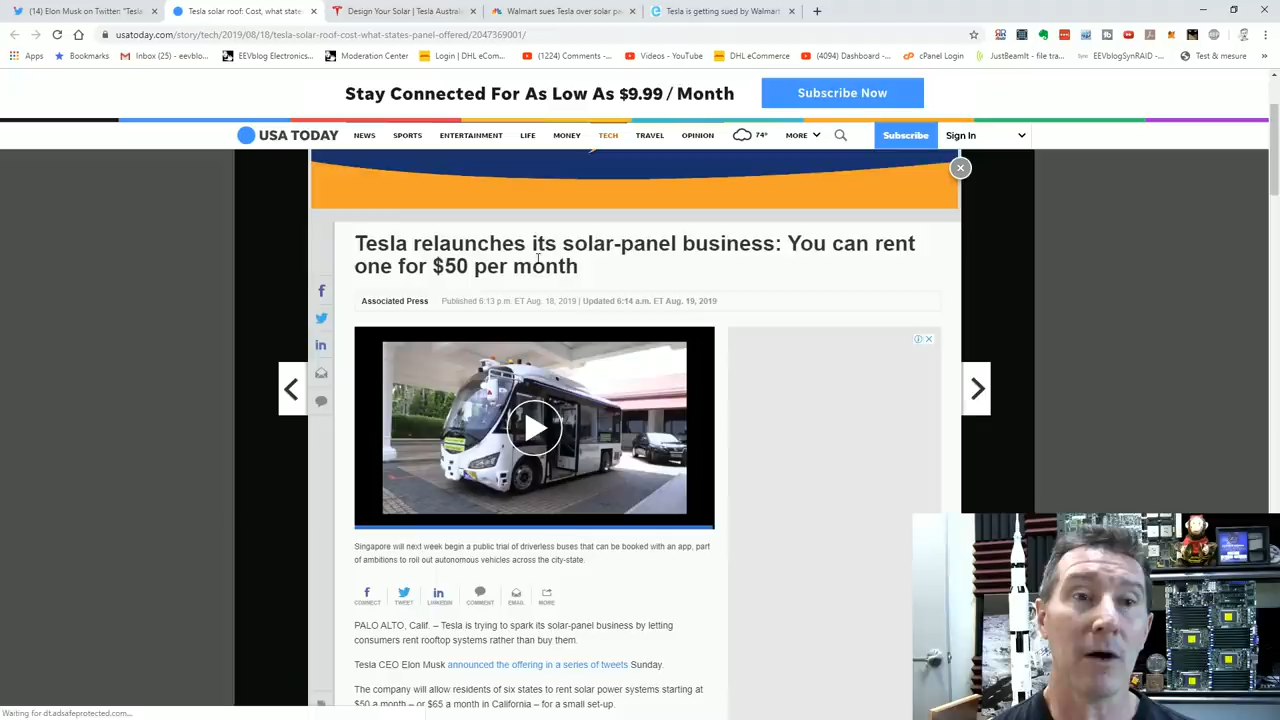 (14) Elon Musk on Twitter: "Tesla
Tesla solar roof: Cost, what state
Design Your Solar | Tesla Austral
Walmart sues Tesla over solar pa
Tesla is getting sued by Walmart
usatoday.com/story/tech/2019/08/18/tesla-solar-roof-cost-what-states-panel-offered/2047369001/
Apps
Bookmarks
Inbox (25) - eevblo...
EEVblog Electronics...
Moderation Center
Login | DHL eCom...
(1224) Comments -...
Videos - YouTube
DHL eCommerce
(4094) Dashboard -...
cPanel Login
JustBeamIt - file tra...
EEVblogSynRAID -...
Test & measure
Stay Connected For As Low As $9.99 / Month
Subscribe Now
USA TODAY
NEWS SPORTS ENTERTAINMENT LIFE MONEY TECH TRAVEL OPINION 74° MORE Subscribe Sign In
Tesla relaunches its solar-panel business: You can rent
one for $50 per month
Associated Press Published 6:13 p.m. ET Aug. 18, 2019 | Updated 6:14 a.m. ET Aug. 19, 2019
Singapore will next week begin a public trial of driverless buses that can be booked with an app, part
of ambitions to roll out autonomous vehicles across the city-state.
CONNECT TWEET LINKEDIN COMMENT EMAIL MORE
PALO ALTO, Calif. – Tesla is trying to spark its solar-panel business by letting
consumers rent rooftop systems rather than buy them.
Tesla CEO Elon Musk announced the offering in a series of tweets Sunday.
The company will allow residents of six states to rent solar power systems starting at
$50 a month – or $65 a month in California – for a small set-up.
Waiting for dt.adsafeprotected.com...